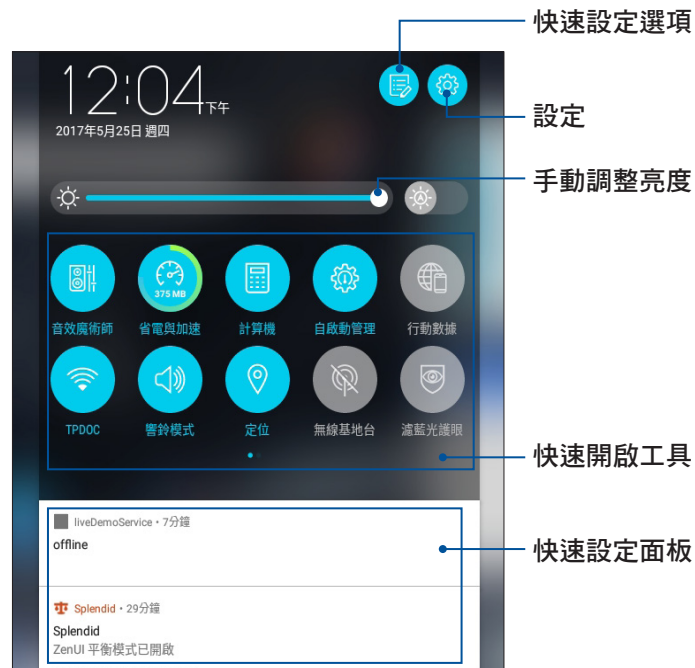 快速設定選項
12:04下午
2017年5月25日 週四
設定
手動調整亮度
A
375 MB
音效魔術師 省電與加速 計算機 自啟動管理 行動數據
TPDOC 響鈴模式 定位 無線基地台 濾藍光護眼
快速開啟工具
liveDemoService • 7分鐘
offline
快速設定面板
Splendid • 29分鐘
Splendid
ZenUI 平衡模式已開啟